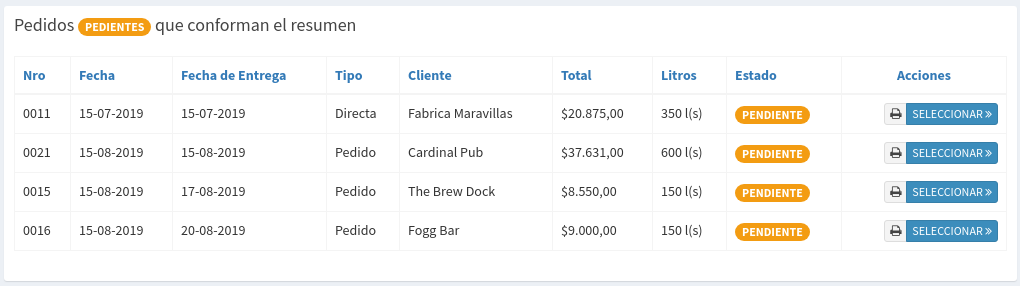 Pedidos PEDIENTES que conforman el resumen
Nro Fecha Fecha de Entrega Tipo Cliente Total Litros Estado Acciones
0011 15-07-2019 15-07-2019 Directa Fabrica Maravillas $20.875,00 350 l(s) PENDIENTE SELECCIONAR »
0021 15-08-2019 15-08-2019 Pedido Cardinal Pub $37.631,00 600 l(s) PENDIENTE SELECCIONAR »
0015 15-08-2019 17-08-2019 Pedido The Brew Dock $8.550,00 150 l(s) PENDIENTE SELECCIONAR »
0016 15-08-2019 20-08-2019 Pedido Fogg Bar $9.000,00 150 l(s) PENDIENTE SELECCIONAR »